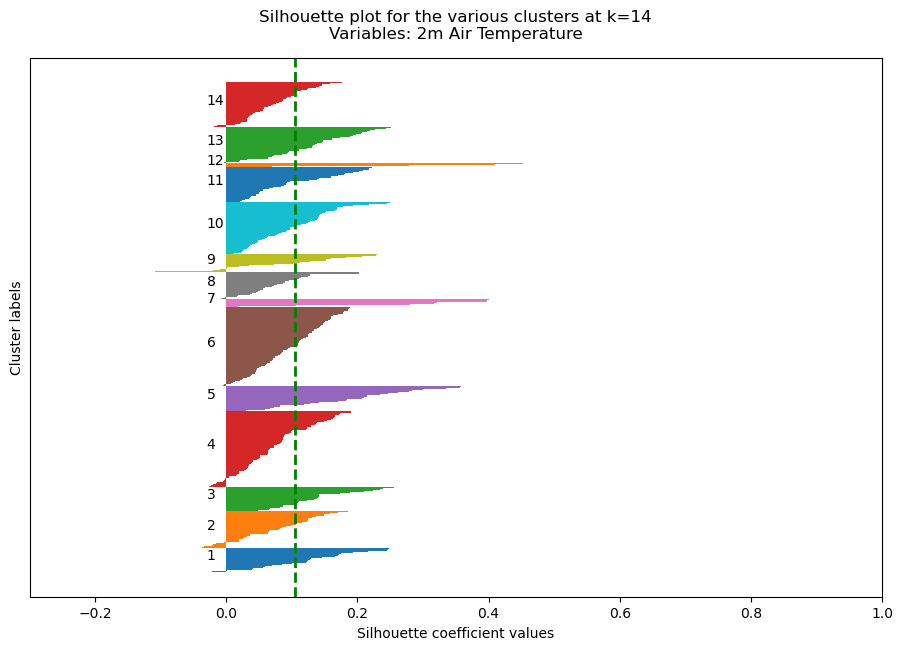 Silhouette plot for the various clusters at k=14
Variables: 2m Air Temperature
14
13
12
11
10
9
8
7
6
5
4
3
2
1
Cluster labels
−0.2 0.0 0.2 0.4 0.6 0.8 1.0
Silhouette coefficient values